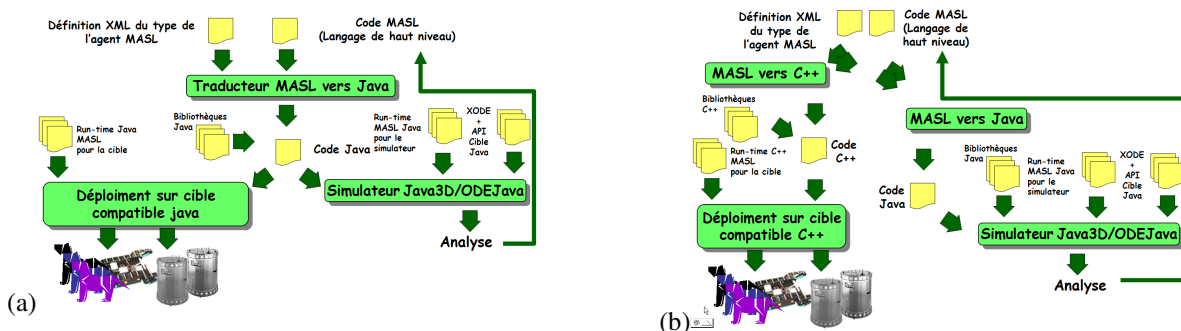 Définition XML du type de
l'agent MASL
Code MASL
(Langage de haut niveau)
Traducteur MASL vers Java
Bibliothèques
Java
Run-time Java
MASL
pour la cible
Code Java
Run-time
MASL Java
pour le
simulateur
XODE
+
API
Cible
Java
Déploiment sur cible
compatible java
Simulateur Java3D/ODEJava
Analyse
(a)
Définition XML
du type de
l'agent MASL
Code MASL
(Langage de
haut niveau)
MASL vers C++
Bibliothèques
C++
MASL vers Java
Run-time C++
MASL
pour la cible
Code
C++
Bibliothèques
Java
Run-time
MASL Java
pour le
simulateur
XODE
+
API
Cible
Java
Code
Java
Déploiment sur cible
compatible C++
Simulateur Java3D/ODEJava
Analyse
(b)